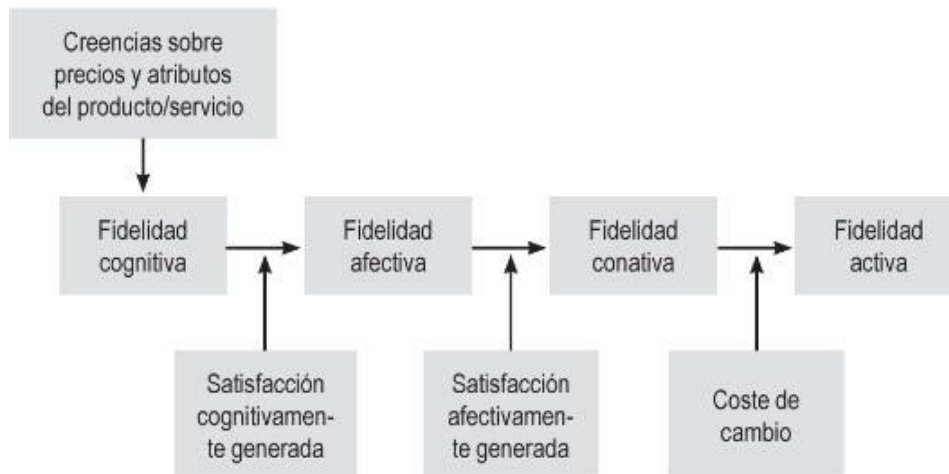 Creencias sobre
precios y atributos
del producto/servicio
Fidelidad
cognitiva
Fidelidad
afectiva
Fidelidad
conativa
Fidelidad
activa
Satisfacción
cognitivamen-
te generada
Satisfacción
afectivamen-
te generada
Coste de
cambio